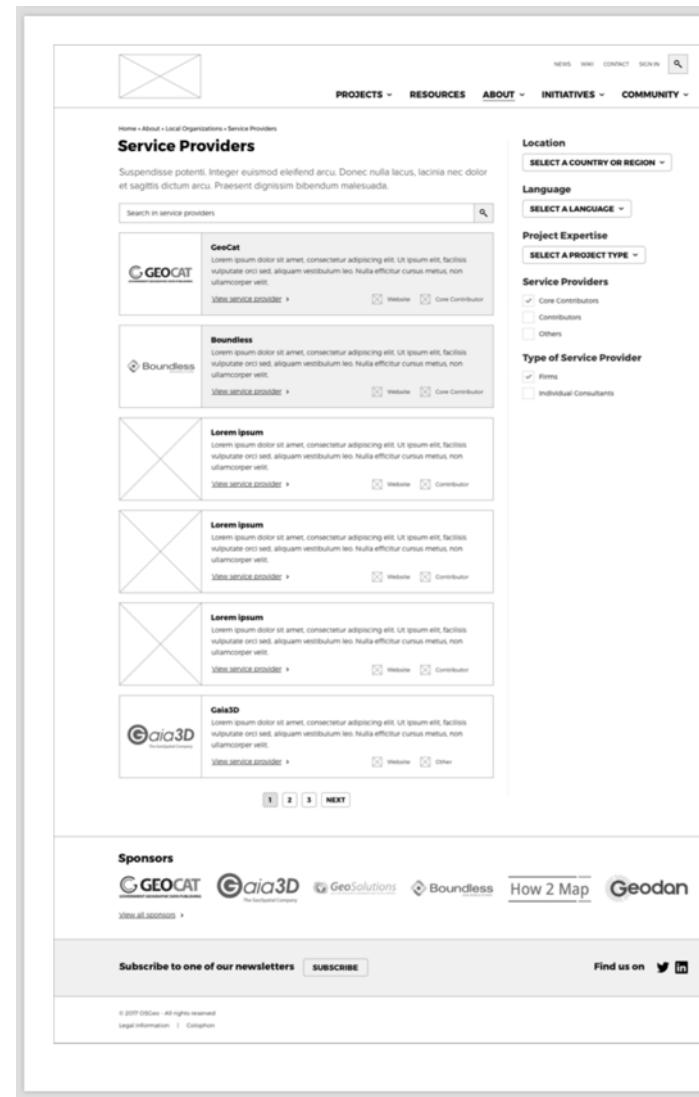 NEWS WIKI CONTACT SIGN IN
PROJECTS RESOURCES ABOUT INITIATIVES COMMUNITY
Home » About » Local Organizations » Service Providers
Service Providers
Suspendisse potenti. Integer euismod eleifend arcu. Donec nulla lacus, lacinia nec dolor
et sagittis dictum arcu. Praesent dignissim bibendum malesuada.
Search in service providers
GEOCAT
GeoCat
Lorem ipsum dolor sit amet, consectetur adipiscing elit. Ut ipsum elit, facilisis
vulputate orci sed, aliquam vestibulum leo. Nulla efficitur cursus metus, non
ullamcorper velit.
View service provider
Website Core Contributor
Boundless
Boundless
Lorem ipsum dolor sit amet, consectetur adipiscing elit. Ut ipsum elit, facilisis
vulputate orci sed, aliquam vestibulum leo. Nulla efficitur cursus metus, non
ullamcorper velit.
View service provider
Website Core Contributor
Lorem ipsum
Lorem ipsum dolor sit amet, consectetur adipiscing elit. Ut ipsum elit, facilisis
vulputate orci sed, aliquam vestibulum leo. Nulla efficitur cursus metus, non
ullamcorper velit.
View service provider
Website Contributor
Lorem ipsum
Lorem ipsum dolor sit amet, consectetur adipiscing elit. Ut ipsum elit, facilisis
vulputate orci sed, aliquam vestibulum leo. Nulla efficitur cursus metus, non
ullamcorper velit.
View service provider
Website Contributor
Lorem ipsum
Lorem ipsum dolor sit amet, consectetur adipiscing elit. Ut ipsum elit, facilisis
vulputate orci sed, aliquam vestibulum leo. Nulla efficitur cursus metus, non
ullamcorper velit.
View service provider
Website Contributor
Gaia3D
The GeoSpatial Company
Gaia3D
Lorem ipsum dolor sit amet, consectetur adipiscing elit. Ut ipsum elit, facilisis
vulputate orci sed, aliquam vestibulum leo. Nulla efficitur cursus metus, non
ullamcorper velit.
View service provider
Website Other
1 2 3 NEXT
Location
SELECT A COUNTRY OR REGION
Language
SELECT A LANGUAGE
Project Expertise
SELECT A PROJECT TYPE
Service Providers
Core Contributors
Contributors
Others
Type of Service Provider
Firms
Individual Consultants
Sponsors
GEOCAT Gaia3D GeoSolutions Boundless How 2 Map Geodan
The GeoSpatial Company
View all sponsors
Subscribe to one of our newsletters SUBSCRIBE Find us on
© 2017 OSGeo - All rights reserved
Legal Information | Colophon